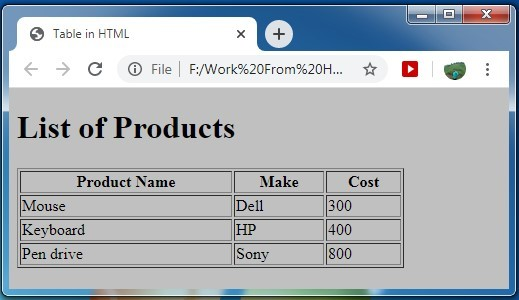 Table in HTML
File F:/Work%20From%20H...
List of Products
Product Name Make Cost
Mouse Dell 300
Keyboard HP 400
Pen drive Sony 800